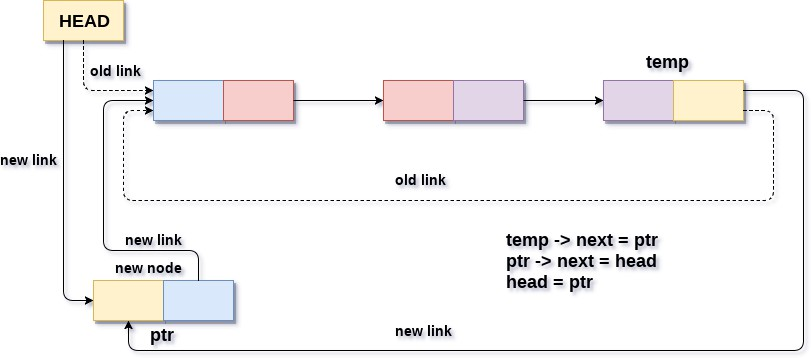 HEAD
old link
temp
new link
old link
new link
new node
temp -> next = ptr
ptr -> next = head
head = ptr
ptr
new link